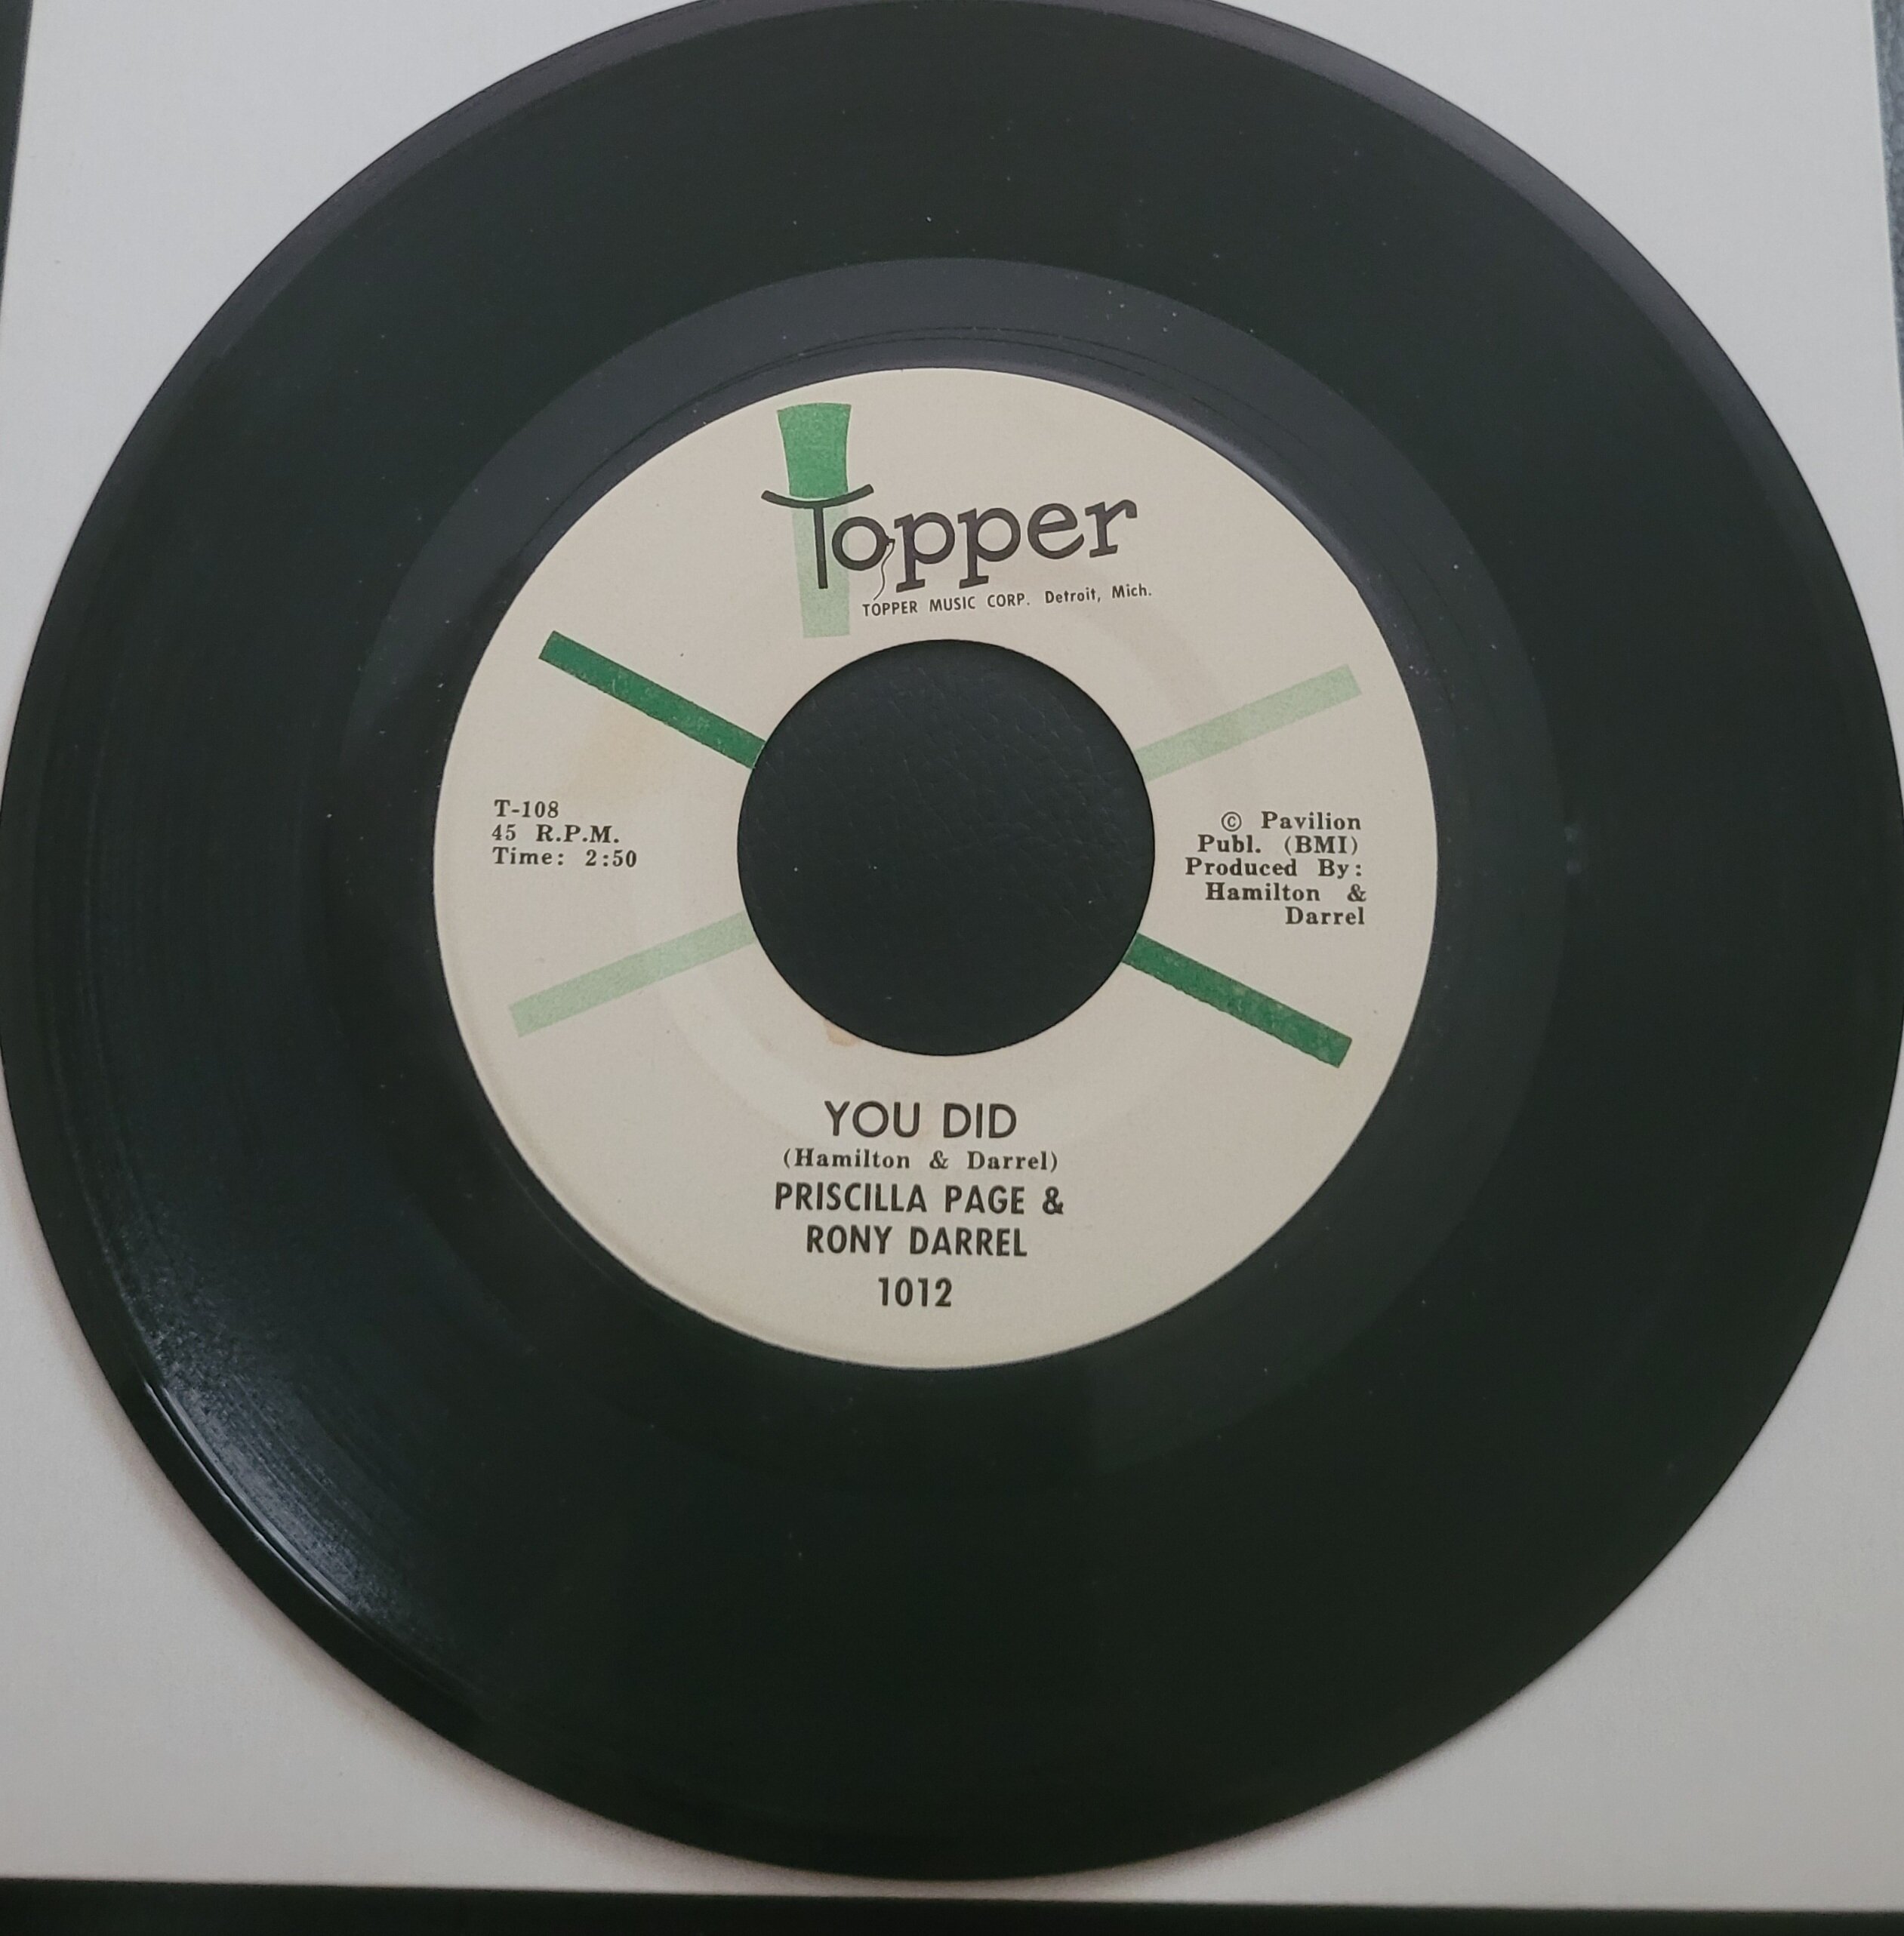 Topper
TOPPER MUSIC CORP. Detroit, Mich.
T-108
45 R.P.M.
Time: 2:50
© Pavilion
Publ. (BMI)
Produced By:
Hamilton &
Darrel
YOU DID
(Hamilton & Darrel)
PRISCILLA PAGE &
RONY DARREL
1012